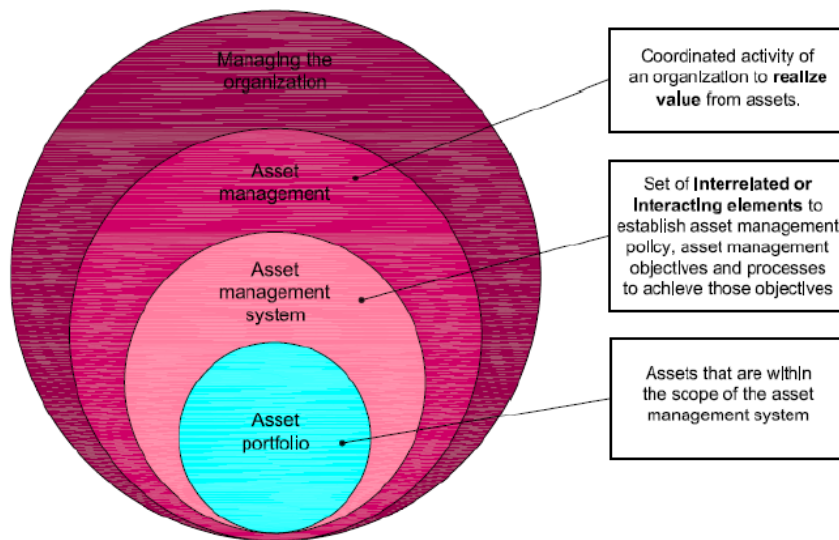 Managing the
organization
Asset
management
Asset
management
system
Asset
portfolio
Coordinated activity of
an organization to realize
value from assets.
Set of Interrelated or
Interacting elements to
establish asset management
policy, asset management
objectives and processes
to achieve those objectives
Assets that are within
the scope of the asset
management system